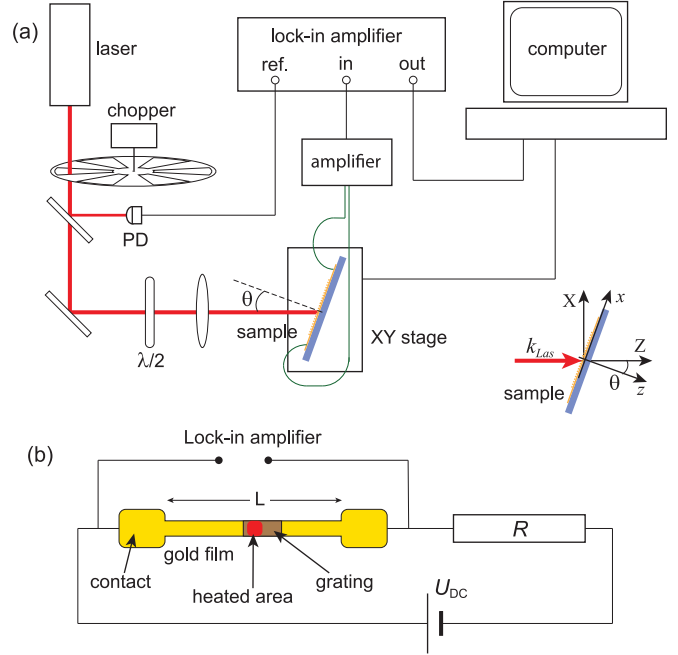 (a)
laser
chopper
lock-in amplifier
ref.
in
out
computer
amplifier
PD
λ/2
θ
sample
XY stage
X
x
k_Las
Z
θ
z
sample
(b)
Lock-in amplifier
L
gold film
contact
heated area
grating
R
U_DC